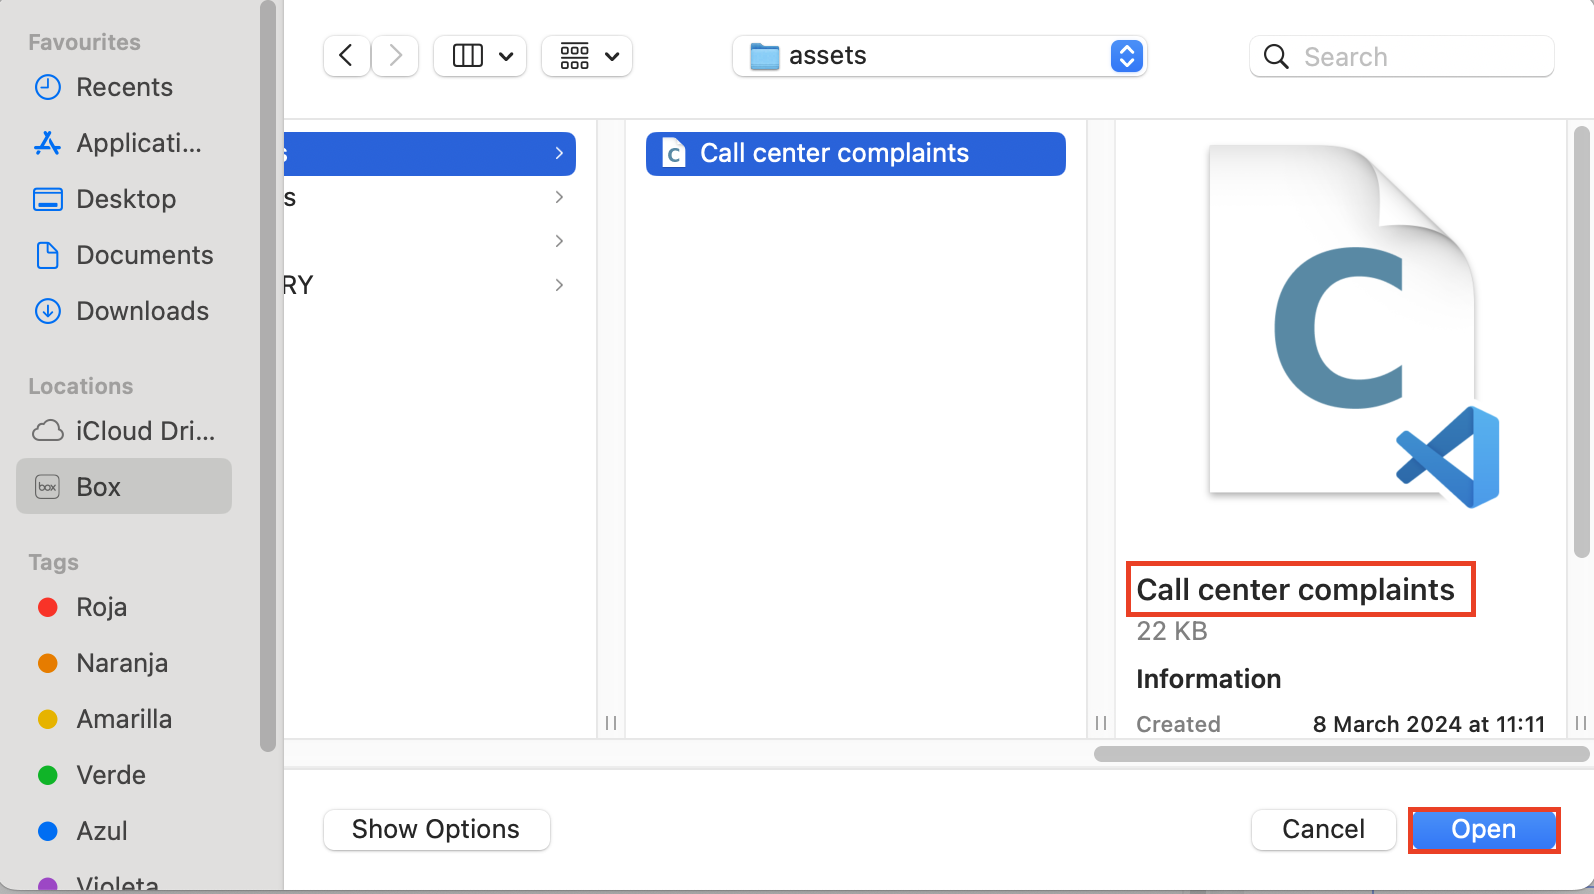 Favourites
Recents
Applicati...
Desktop
Documents
Downloads
Locations
iCloud Dri...
box
Box
Tags
Roja
Naranja
Amarilla
Verde
Azul
Violeta
assets
Search
s
s
RY
C
Call center complaints
C
Call center complaints
22 KB
Information
Created 8 March 2024 at 11:11
Show Options
Cancel
Open